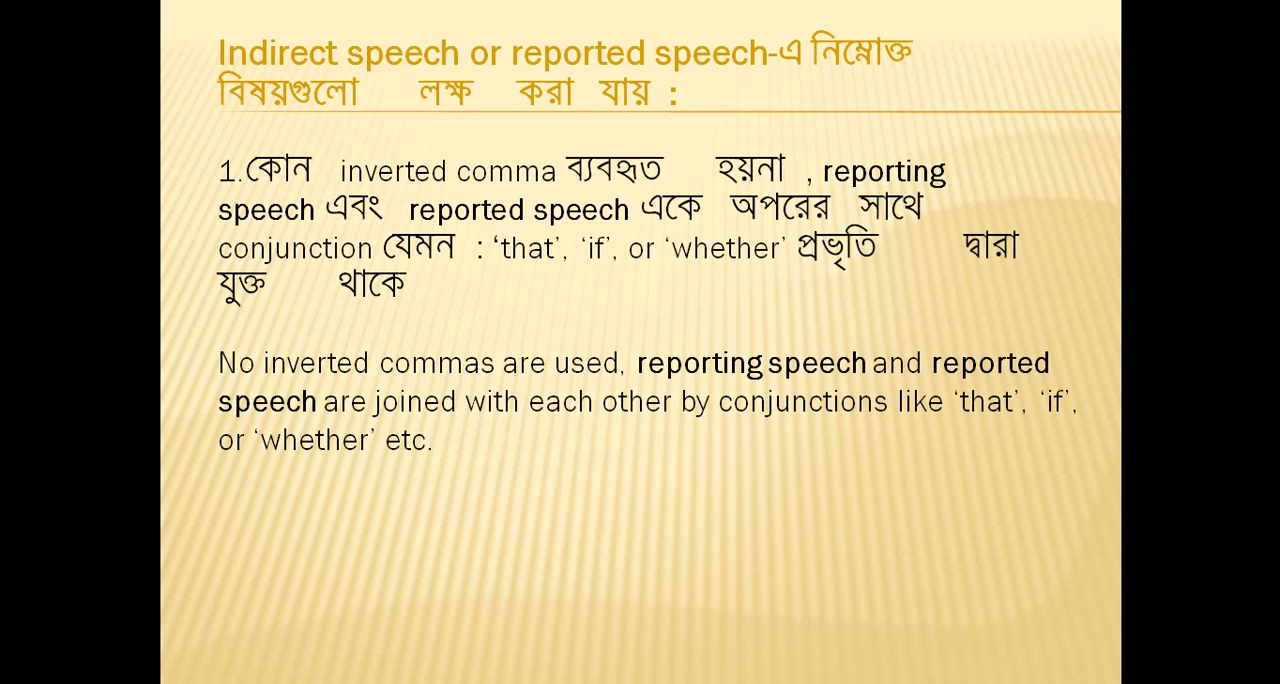 Indirect speech or reported speech-এ নিম্নোক্ত
বিষয়গুলো লক্ষ করা যায় :
1.কোন inverted comma ব্যবহৃত হয়না , reporting
speech এবং reported speech একে অপরের সাথে
conjunction যেমন : ‘that’, ‘if’, or ‘whether’ প্রভৃতি দ্বারা
যুক্ত থাকে
No inverted commas are used, reporting speech and reported
speech are joined with each other by conjunctions like ‘that’, ‘if’,
or ‘whether’ etc.